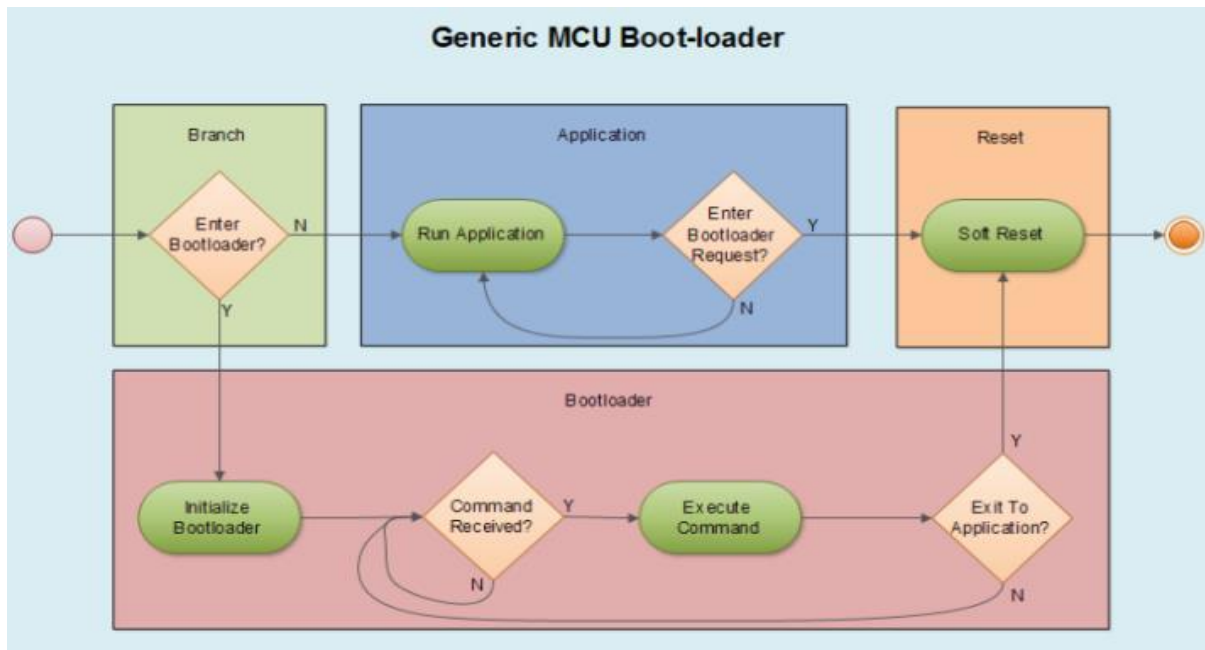 Generic MCU Boot-loader
Branch
Application
Reset
Enter
Bootloader?
N
Y
Run Application
Enter
Bootloader
Request?
Y
N
Soft Reset
Bootloader
Initialize
Bootloader
Command
Received?
Y
N
Execute
Command
Exit To
Application?
Y
N